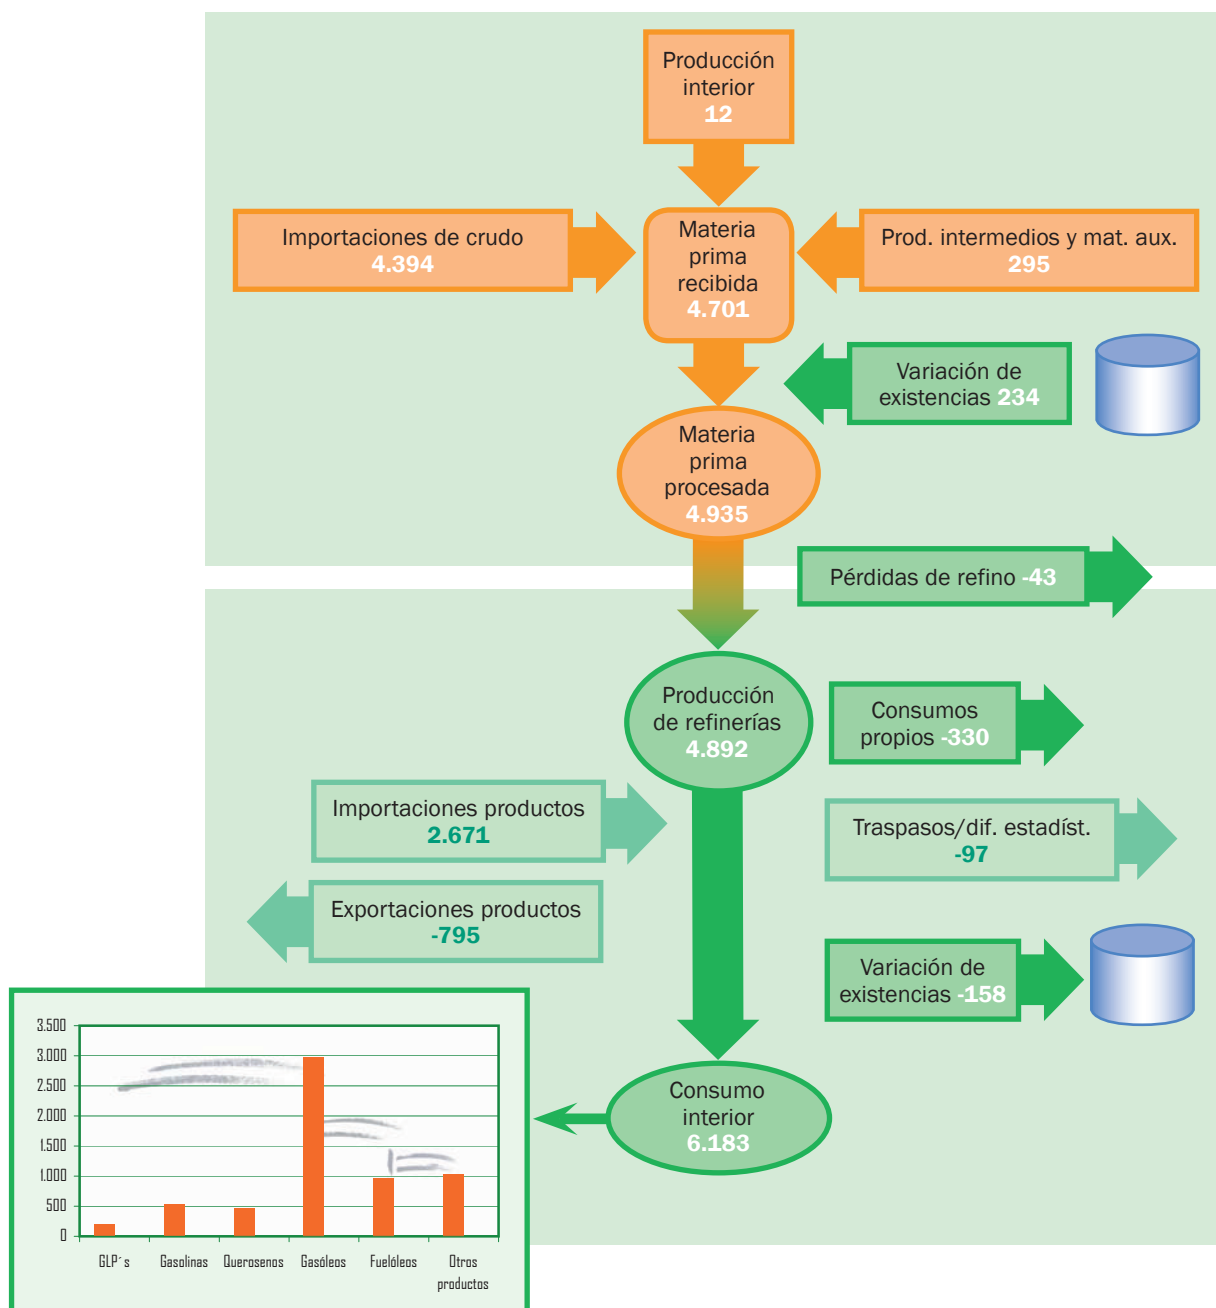 Producción
interior
12
Importaciones de crudo
4.394
Materia
prima
recibida
4.701
Prod. intermedios y mat. aux.
295
Variación de
existencias 234
Materia
prima
procesada
4.935
Pérdidas de refino -43
Producción
de refinerías
4.892
Consumos
propios -330
Importaciones productos
2.671
Traspasos/dif. estadíst.
-97
Exportaciones productos
-795
Variación de
existencias -158
Consumo
interior
6.183
3.500
3.000
2.500
2.000
1.500
1.000
500
0
GLP´s
Gasolinas
Querosenos
Gasóleos
Fuelóleos
Otros
productos